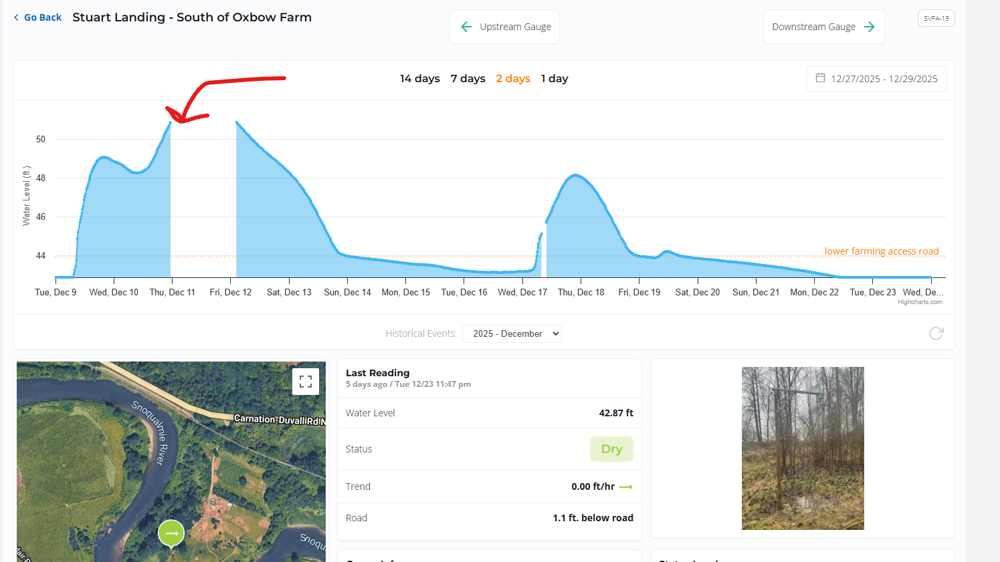 Go Back Stuart Landing - South of Oxbow Farm
Upstream Gauge
Downstream Gauge
SVPA-19
14 days 7 days 2 days 1 day
12/27/2025 - 12/29/2025
Water Level (ft.)
50
48
46
44
lower farming access road
Tue, Dec 9 Wed, Dec 10 Thu, Dec 11 Fri, Dec 12 Sat, Dec 13 Sun, Dec 14 Mon, Dec 15 Tue, Dec 16 Wed, Dec 17 Thu, Dec 18 Fri, Dec 19 Sat, Dec 20 Sun, Dec 21 Mon, Dec 22 Tue, Dec 23 Wed, De...
Highcharts.com
Historical Events: 2025 - December
Snoqualmie River
Carnation-Duvall Rd N
Snoqu
Last Reading
5 days ago / Tue 12/23 11:47 pm
Water Level 42.87 ft
Status Dry
Trend 0.00 ft/hr
Road 1.1 ft. below road